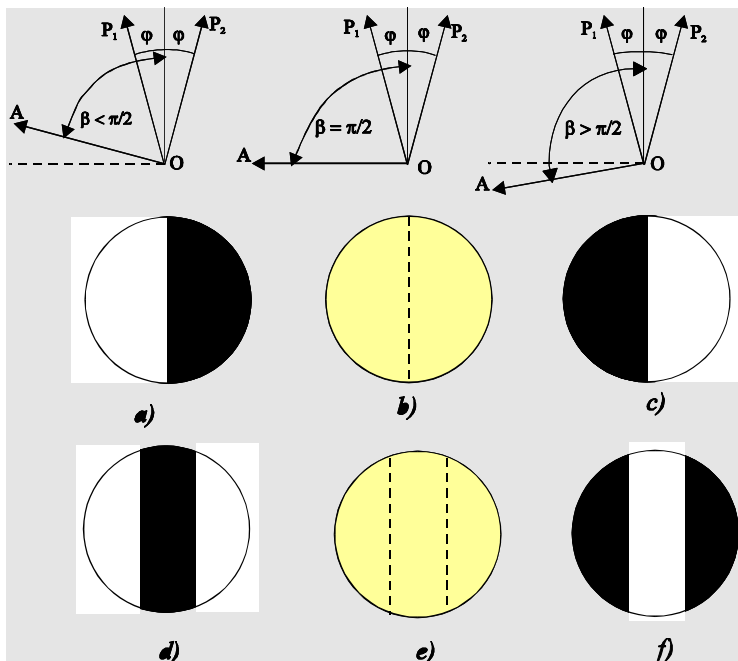 P₁ φ φ P₂
A
β < π/2
O
P₁ φ φ P₂
β = π/2
A
O
P₁ φ φ P₂
β > π/2
O
A
a)
b)
c)
d)
e)
f)